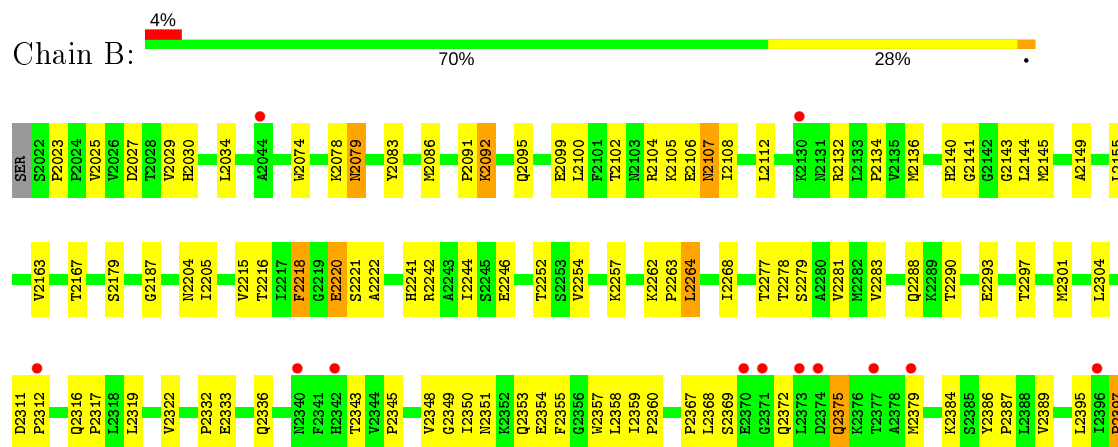 4%
Chain B:
70% 28% •
SER S2022 P2023 P2024 V2025 V2026 D2027 T2028 V2029 H2030 L2034 A2044 W2074 K2078 N2079 Y2083 M2086 P2091 K2092 Q2095 E2099 L2100 F2101 T2102 N2103 R2104 K2105 E2106 N2107 I2108 L2112 K2130 N2131 R2132 L2133 P2134 V2135 M2136 H2140 G2141 G2142 G2143 L2144 M2145 A2149 L2155
V2163 T2167 S2179 G2187 N2204 I2205 V2215 T2216 I2217 F2218 G2219 E2220 S2221 A2222 H2241 R2242 A2243 I2244 S2245 E2246 T2252 S2253 V2254 K2257 K2262 P2263 L2264 I2268 T2277 T2278 S2279 A2280 V2281 M2282 V2283 Q2288 K2289 T2290 E2293 T2297 M2301 L2304
D2311 P2312 Q2316 P2317 L2318 L2319 V2322 P2332 E2333 Q2336 N2340 F2341 H2342 T2343 V2344 P2345 V2348 G2349 I2350 N2351 K2352 Q2353 E2354 F2355 G2356 W2357 L2358 I2359 P2360 P2367 L2368 S2369 E2370 G2371 Q2372 L2373 D2374 Q2375 K2376 T2377 A2378 M2379 K2384 S2385 Y2386 P2387 L2388 V2389 L2395 I2396